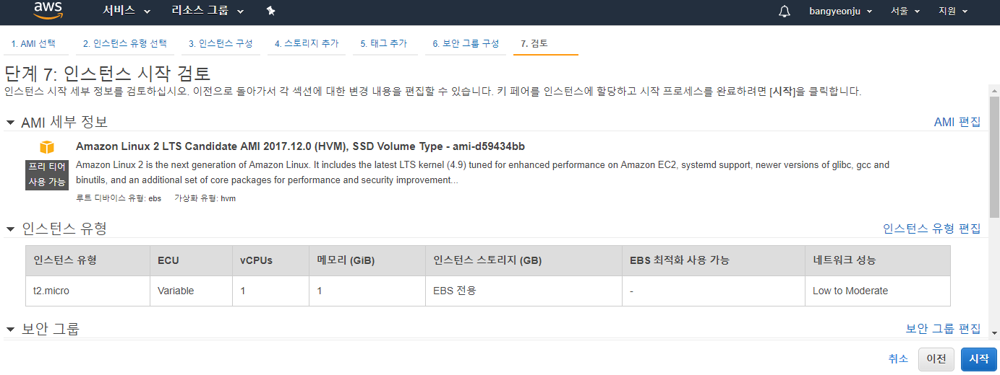 aws 서비스 리소스 그룹 bangyeonju 서울 지원
1. AMI 선택 2. 인스턴스 유형 선택 3. 인스턴스 구성 4. 스토리지 추가 5. 태그 추가 6. 보안 그룹 구성 7. 검토
단계 7: 인스턴스 시작 검토
인스턴스 시작 세부 정보를 검토하십시오. 이전으로 돌아가서 각 섹션에 대한 변경 내용을 편집할 수 있습니다. 키 페어를 인스턴스에 할당하고 시작 프로세스를 완료하려면 [시작]을 클릭합니다.
AMI 세부 정보 AMI 편집
Amazon Linux 2 LTS Candidate AMI 2017.12.0 (HVM), SSD Volume Type - ami-d59434bb
프리 티어
사용 가능
Amazon Linux 2 is the next generation of Amazon Linux. It includes the latest LTS kernel (4.9) tuned for enhanced performance on Amazon EC2, systemd support, newer versions of glibc, gcc and
binutils, and an additional set of core packages for performance and security improvement...
루트 디바이스 유형: ebs 가상화 유형: hvm
인스턴스 유형 인스턴스 유형 편집
인스턴스 유형 ECU vCPUs 메모리 (GiB) 인스턴스 스토리지 (GB) EBS 최적화 사용 가능 네트워크 성능
t2.micro Variable 1 1 EBS 전용 - Low to Moderate
보안 그룹 보안 그룹 편집
취소 이전 시작